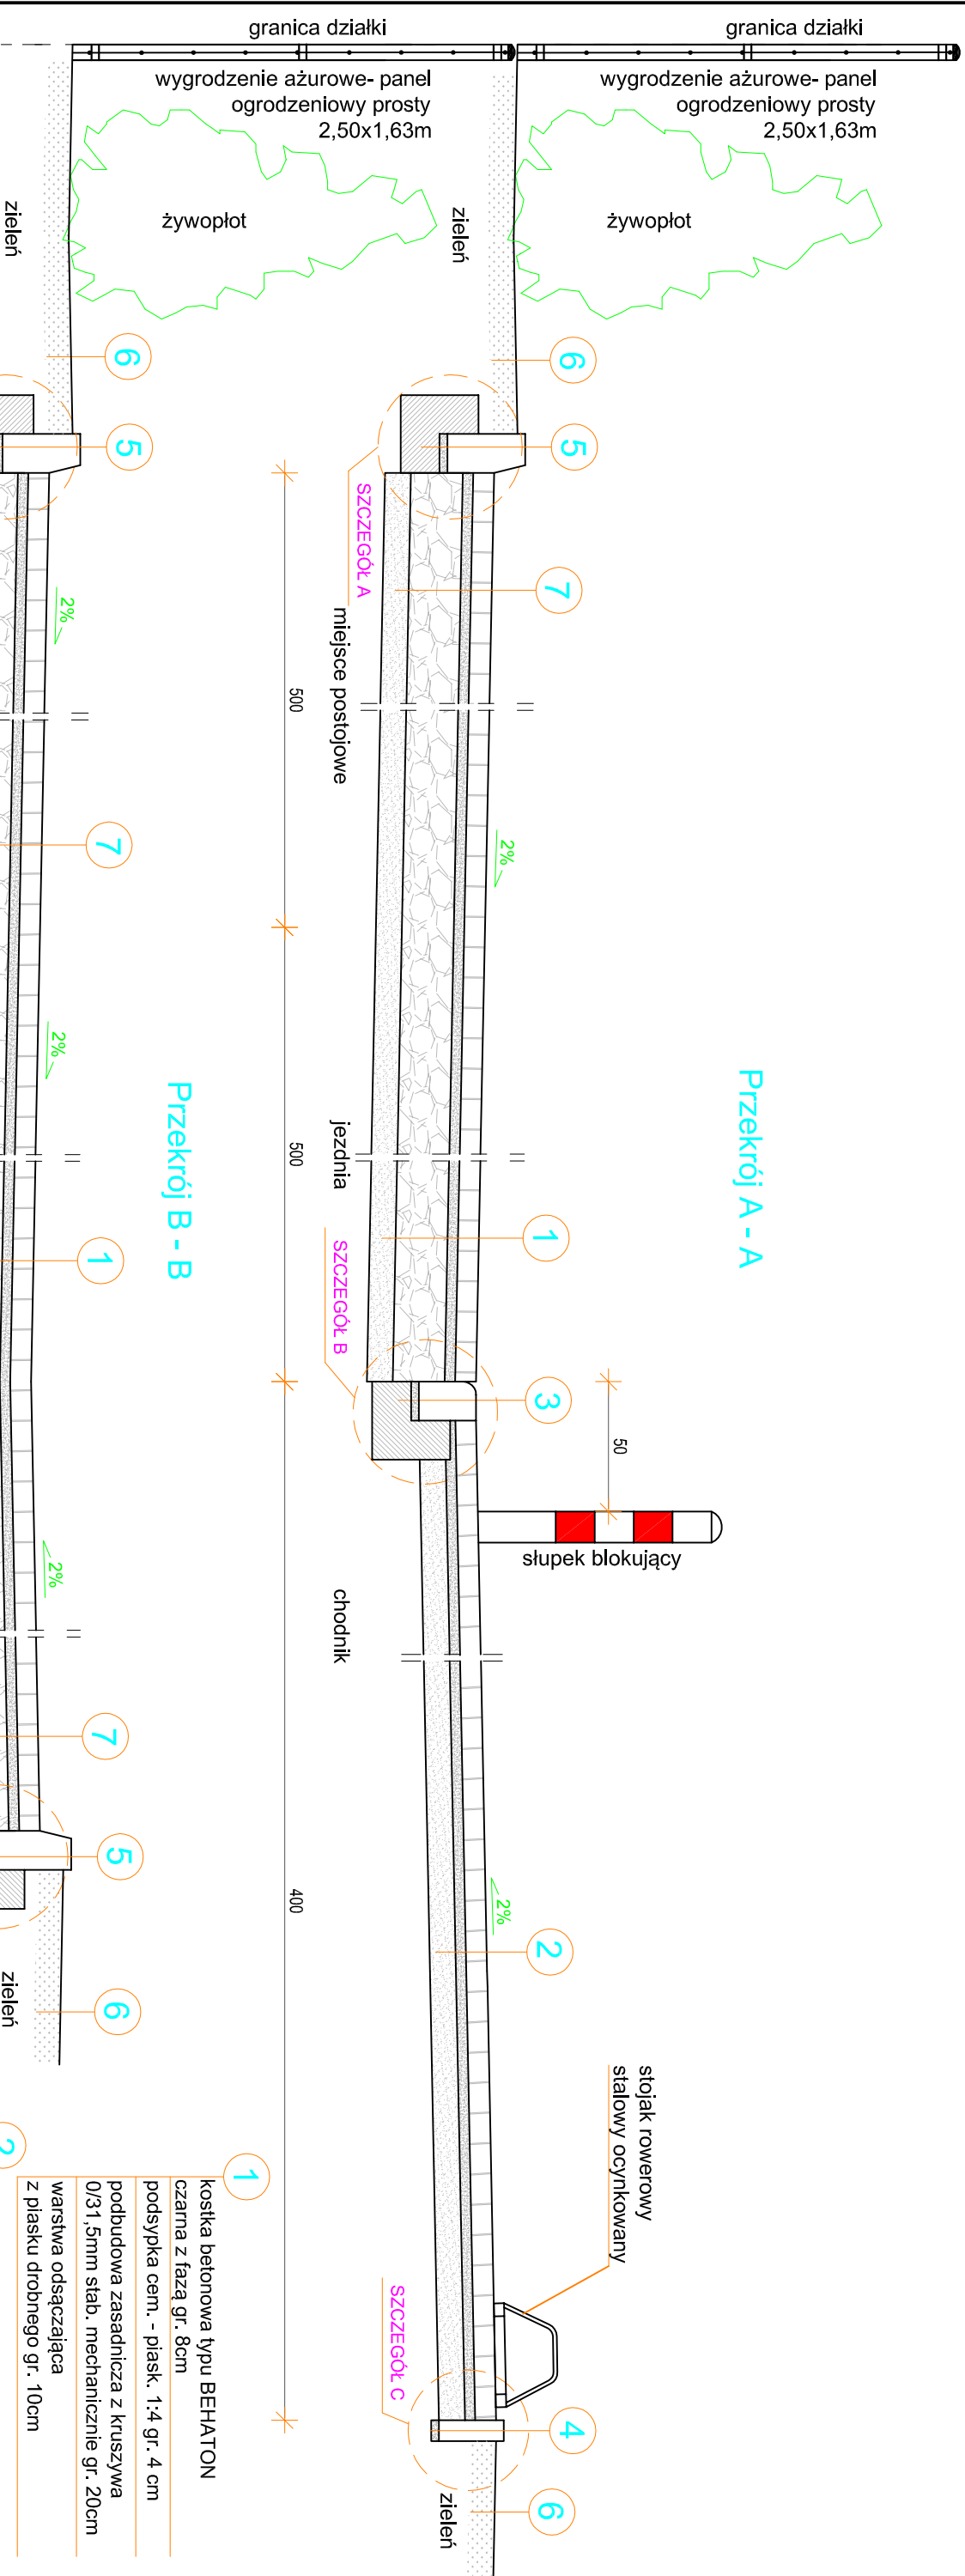 granica działki
granica działki
wygrodzenie ażurowe- panel
ogrodzeniowy prosty
2,50x1,63m
wygrodzenie ażurowe- panel
ogrodzeniowy prosty
2,50x1,63m
żywopłot
żywopłot
Przekrój A - A
zieleń
6
5
SZCZEGÓŁ A
7
miejsce postojowe
500
2%
jezdnia
500
1
SZCZEGÓŁ B
3
50
słupek blokujący
chodnik
400
2%
2
stojak rowerowy
stalowy ocynkowany
SZCZEGÓŁ C
4
6
zieleń
Przekrój B - B
zieleń
6
5
2%
7
2%
1
2%
7
5
6
zieleń
1
kostka betonowa typu BEHATON
czarna z fazą gr. 8cm
podsypka cem. - piask. 1:4 gr. 4 cm
podbudowa zasadnicza z kruszywa
0/31,5mm stab. mechanicznie gr. 20cm
warstwa odsączająca
z piasku drobnego gr. 10cm
2